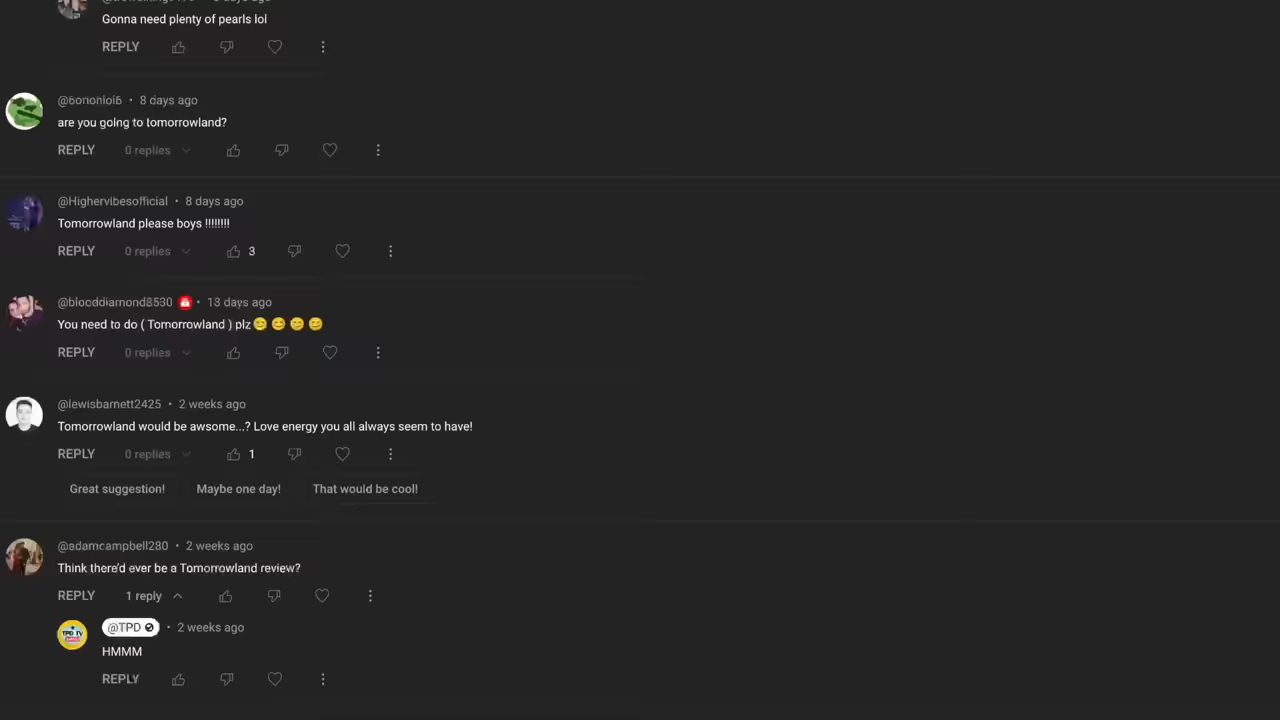 Gonna need plenty of pearls lol
REPLY
8 days ago
are you going to tomorrowland?
REPLY 0 replies
@Highervibesofficial • 8 days ago
Tomorrowland please boys !!!!!!!!
REPLY 0 replies 3
@blooddiamond8530 • 13 days ago
You need to do ( Tomorrowland ) plz😊 😊 😊 😊
REPLY 0 replies
@lewisbarnett2425 • 2 weeks ago
Tomorrowland would be awsome...? Love energy you all always seem to have!
REPLY 0 replies 1
Great suggestion! Maybe one day! That would be cool!
@adamcampbell280 • 2 weeks ago
Think there'd ever be a Tomorrowland review?
REPLY 1 reply
@TPD • 2 weeks ago
HMMM
REPLY